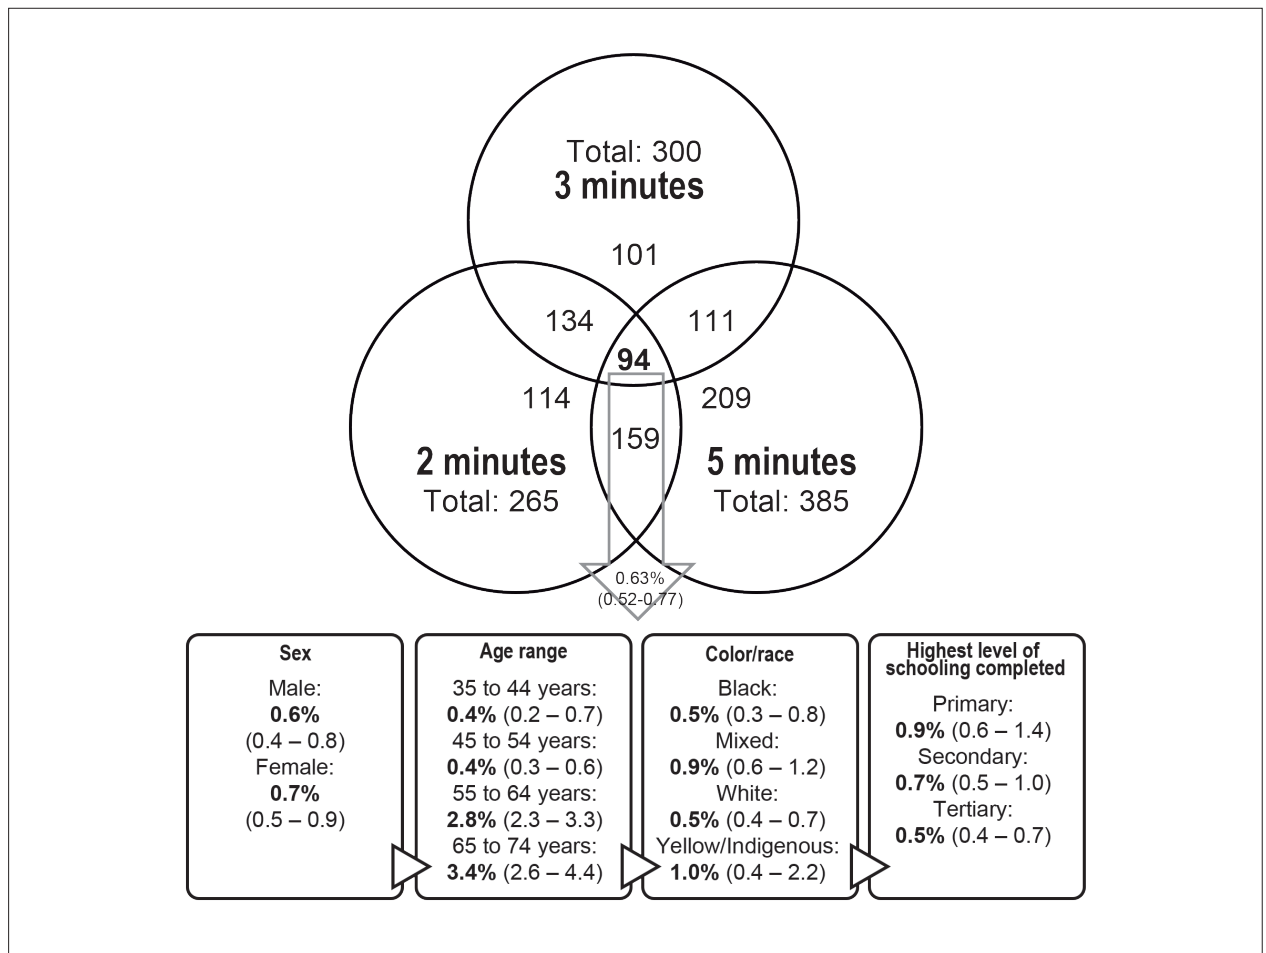 Total: 300
3 minutes
101
134
111
94
114
209
159
2 minutes
Total: 265
5 minutes
Total: 385
0.63%
(0.52-0.77)
Sex
Male:
0.6%
(0.4 – 0.8)
Female:
0.7%
(0.5 – 0.9)
Age range
35 to 44 years:
0.4% (0.2 – 0.7)
45 to 54 years:
0.4% (0.3 – 0.6)
55 to 64 years:
2.8% (2.3 – 3.3)
65 to 74 years:
3.4% (2.6 – 4.4)
Color/race
Black:
0.5% (0.3 – 0.8)
Mixed:
0.9% (0.6 – 1.2)
White:
0.5% (0.4 – 0.7)
Yellow/Indigenous:
1.0% (0.4 – 2.2)
Highest level of
schooling completed
Primary:
0.9% (0.6 – 1.4)
Secondary:
0.7% (0.5 – 1.0)
Tertiary:
0.5% (0.4 – 0.7)